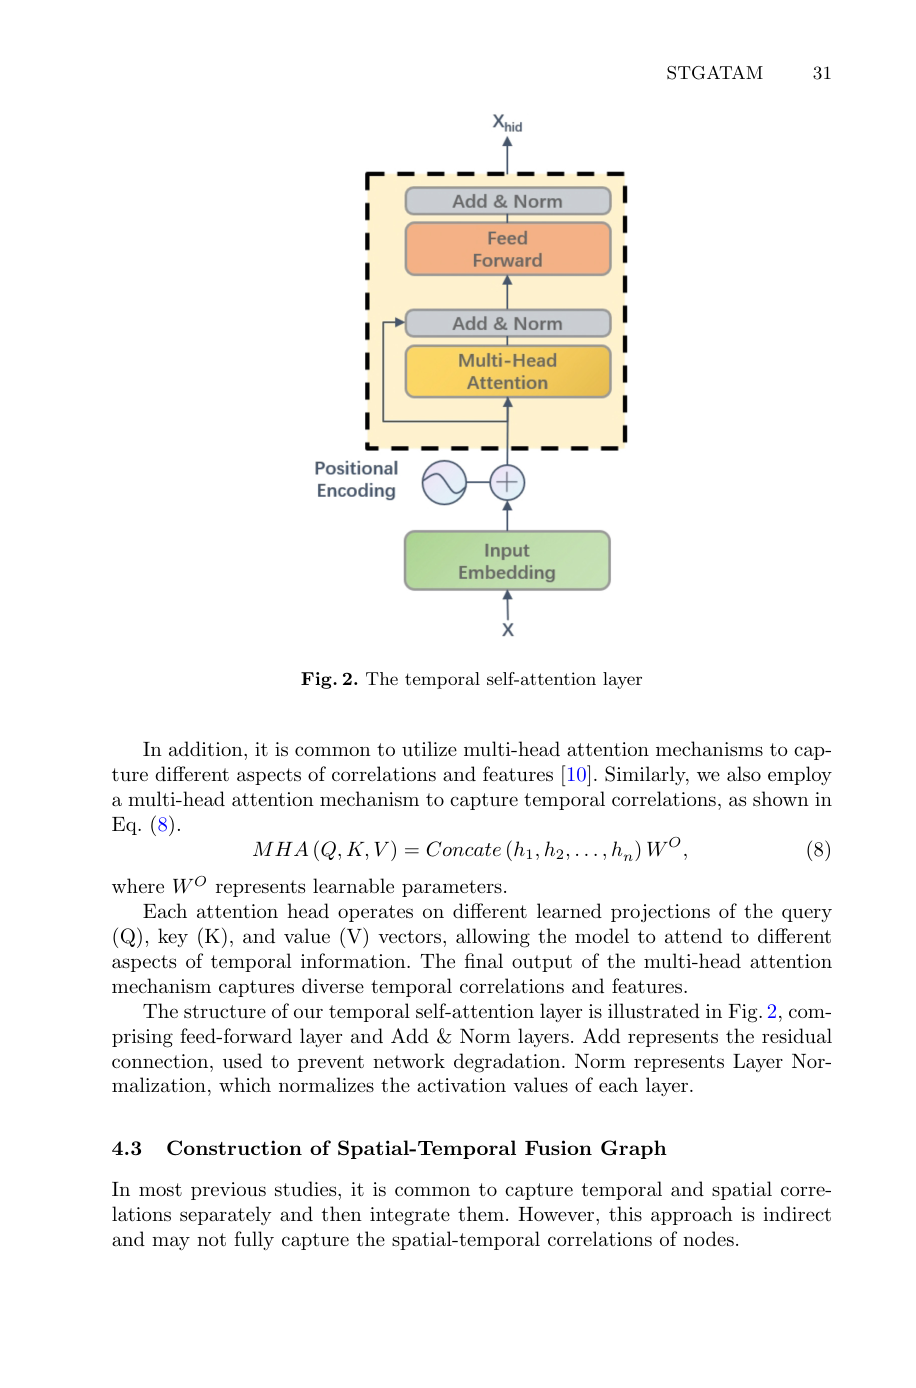 STGATAM 31
Xhid
Add & Norm
Feed
Forward
Add & Norm
Multi-Head
Attention
Positional
Encoding
Input
Embedding
X
Fig. 2. The temporal self-attention layer
In addition, it is common to utilize multi-head attention mechanisms to cap-
ture different aspects of correlations and features [10]. Similarly, we also employ
a multi-head attention mechanism to capture temporal correlations, as shown in
Eq. (8).
MHA (Q, K, V) = Concate (h₁, h₂, . . . , hₙ) W^O, (8)
where W^O represents learnable parameters.
Each attention head operates on different learned projections of the query
(Q), key (K), and value (V) vectors, allowing the model to attend to different
aspects of temporal information. The final output of the multi-head attention
mechanism captures diverse temporal correlations and features.
The structure of our temporal self-attention layer is illustrated in Fig. 2, com-
prising feed-forward layer and Add & Norm layers. Add represents the residual
connection, used to prevent network degradation. Norm represents Layer Nor-
malization, which normalizes the activation values of each layer.
4.3 Construction of Spatial-Temporal Fusion Graph
In most previous studies, it is common to capture temporal and spatial corre-
lations separately and then integrate them. However, this approach is indirect
and may not fully capture the spatial-temporal correlations of nodes.